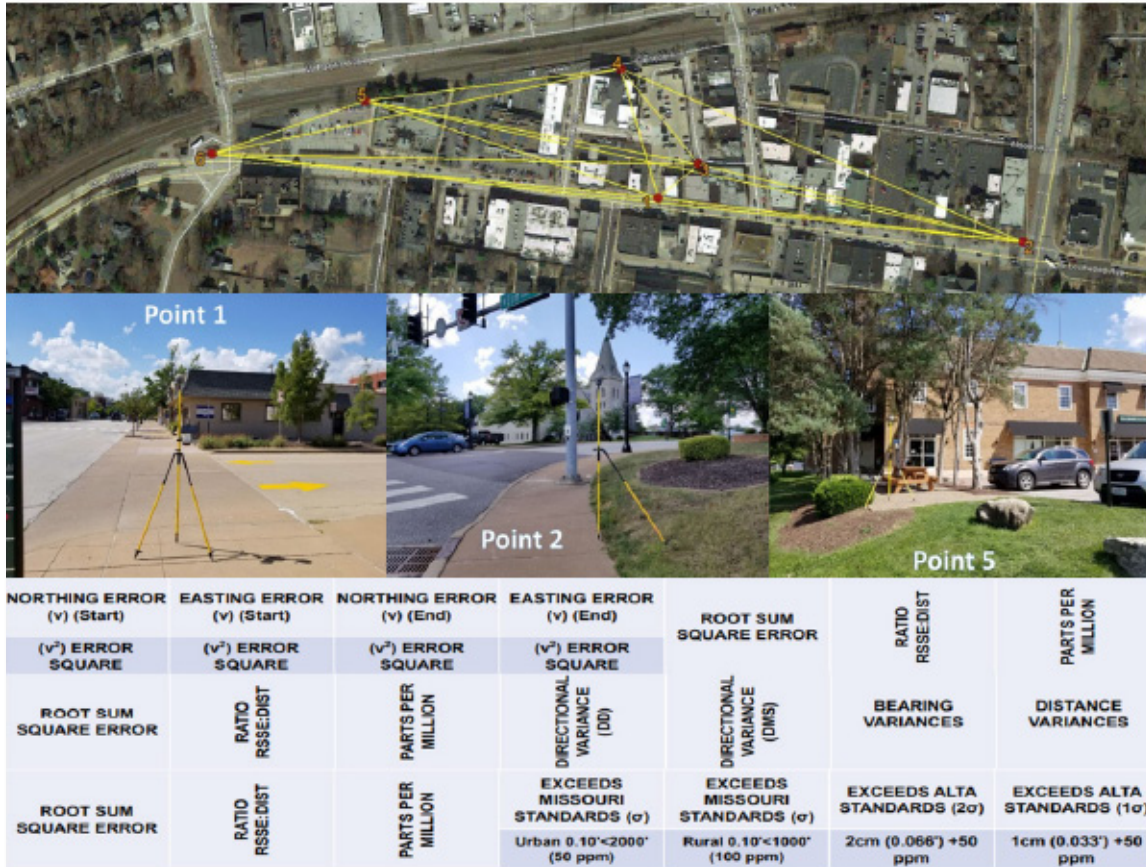 5
4
1
Point 1
Point 2
Point 5
NORTHING ERROR
(v) (Start)
EASTING ERROR
(v) (Start)
NORTHING ERROR
(v) (End)
EASTING ERROR
(v) (End)
ROOT SUM
SQUARE ERROR
RATIO
RSSE:DIST
PARTS PER
MILLION
(v²) ERROR
SQUARE
(v²) ERROR
SQUARE
(v²) ERROR
SQUARE
(v²) ERROR
SQUARE
ROOT SUM
SQUARE ERROR
RATIO
RSSE:DIST
PARTS PER
MILLION
DIRECTIONAL
VARIANCE
(DD)
DIRECTIONAL
VARIANCE
(DMS)
BEARING
VARIANCES
DISTANCE
VARIANCES
ROOT SUM
SQUARE ERROR
RATIO
RSSE:DIST
PARTS PER
MILLION
EXCEEDS
MISSOURI
STANDARDS (σ)
EXCEEDS
MISSOURI
STANDARDS (σ)
EXCEEDS ALTA
STANDARDS (2σ)
EXCEEDS ALTA
STANDARDS (1σ)
Urban 0.10'<2000'
(50 ppm)
Rural 0.10'<1000'
(100 ppm)
2cm (0.066') +50
ppm
1cm (0.033') +50
ppm